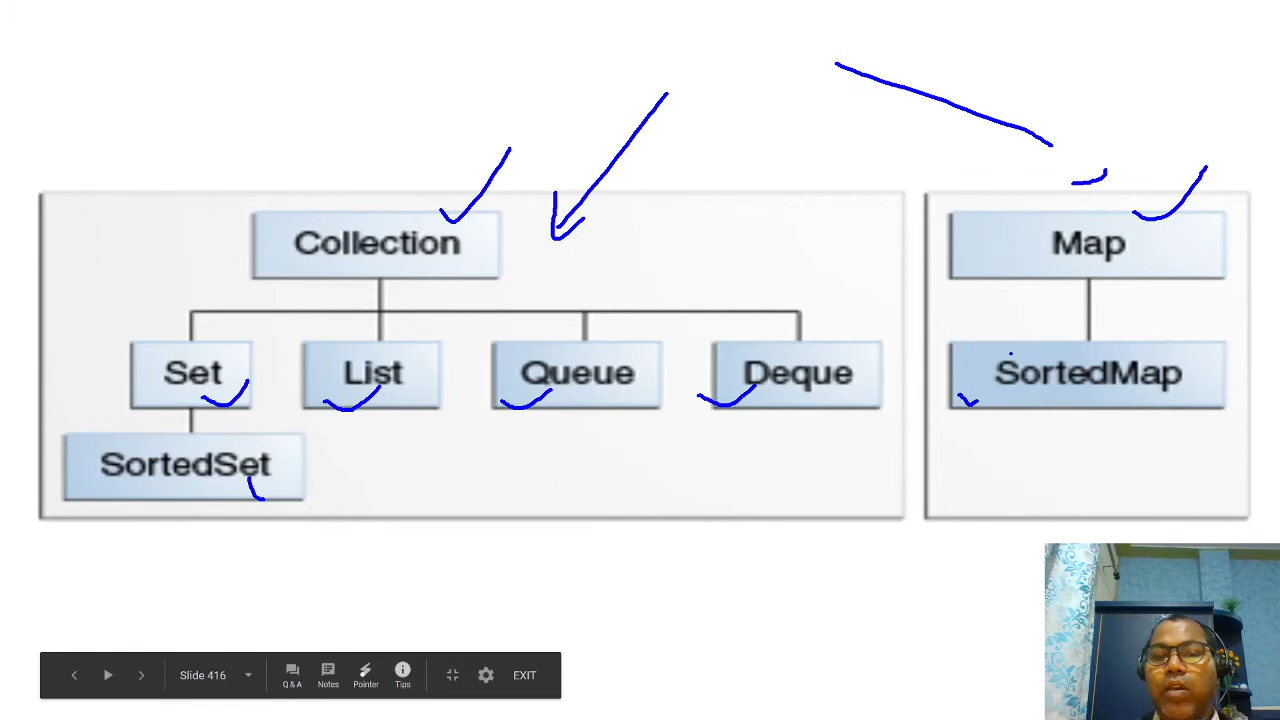 Collection
Map
Set
List
Queue
Deque
SortedMap
SortedSet
Slide 416
Q & A
Notes
Pointer
Tips
EXIT